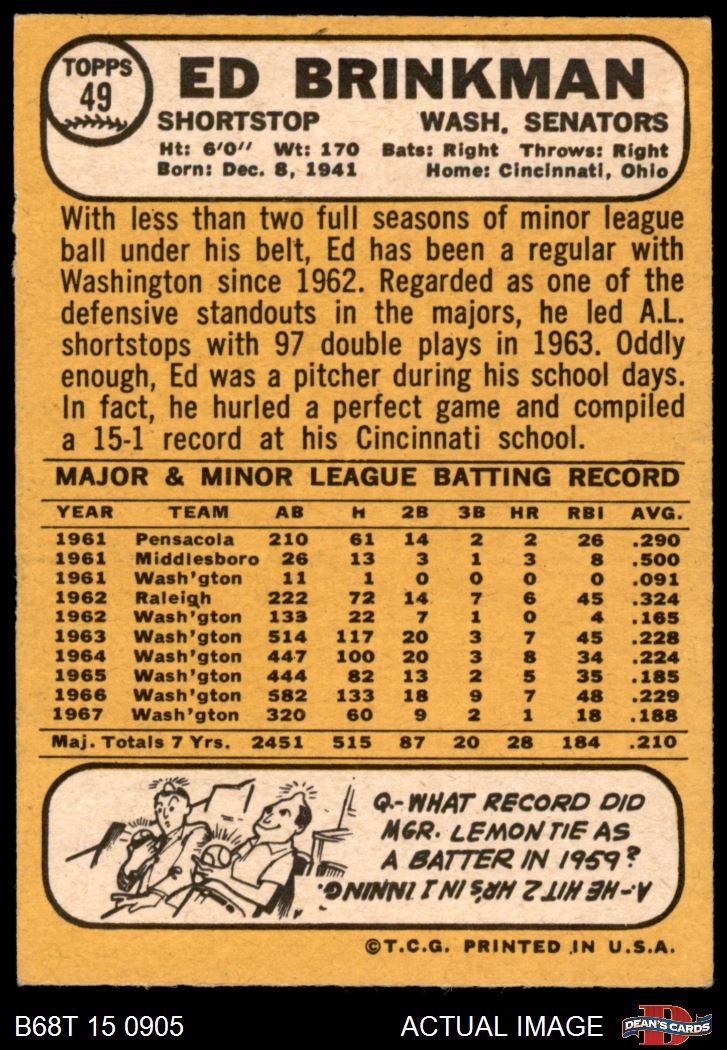 TOPPS
49
ED BRINKMAN
SHORTSTOP WASH. SENATORS
Ht: 6'0" Wt: 170 Bats: Right Throws: Right
Born: Dec. 8, 1941 Home: Cincinnati, Ohio
With less than two full seasons of minor league
ball under his belt, Ed has been a regular with
Washington since 1962. Regarded as one of the
defensive standouts in the majors, he led A.L.
shortstops with 97 double plays in 1963. Oddly
enough, Ed was a pitcher during his school days.
In fact, he hurled a perfect game and compiled
a 15-1 record at his Cincinnati school.
MAJOR & MINOR LEAGUE BATTING RECORD
YEAR TEAM AB H 2B 3B HR RBI AVG.
1961 Pensacola 210 61 14 2 2 26 .290
1961 Middlesboro 26 13 3 1 3 8 .500
1961 Wash'gton 11 1 0 0 0 0 .091
1962 Raleigh 222 72 14 7 6 45 .324
1962 Wash'gton 133 22 7 1 0 4 .165
1963 Wash'gton 514 117 20 3 7 45 .228
1964 Wash'gton 447 100 20 3 8 34 .224
1965 Wash'gton 444 82 13 2 5 35 .185
1966 Wash'gton 582 133 18 9 7 48 .229
1967 Wash'gton 320 60 9 2 1 18 .188
Maj. Totals 7 Yrs. 2451 515 87 20 28 184 .210
Q.-WHAT RECORD DID
MGR. LEMON TIE AS
A BATTER IN 1959?
A-HE HIT 2 HR'S IN 1 INNING.
©T.C.G. PRINTED IN U.S.A.
B68T 15 0905 ACTUAL IMAGE
D
DEAN'S CARDS